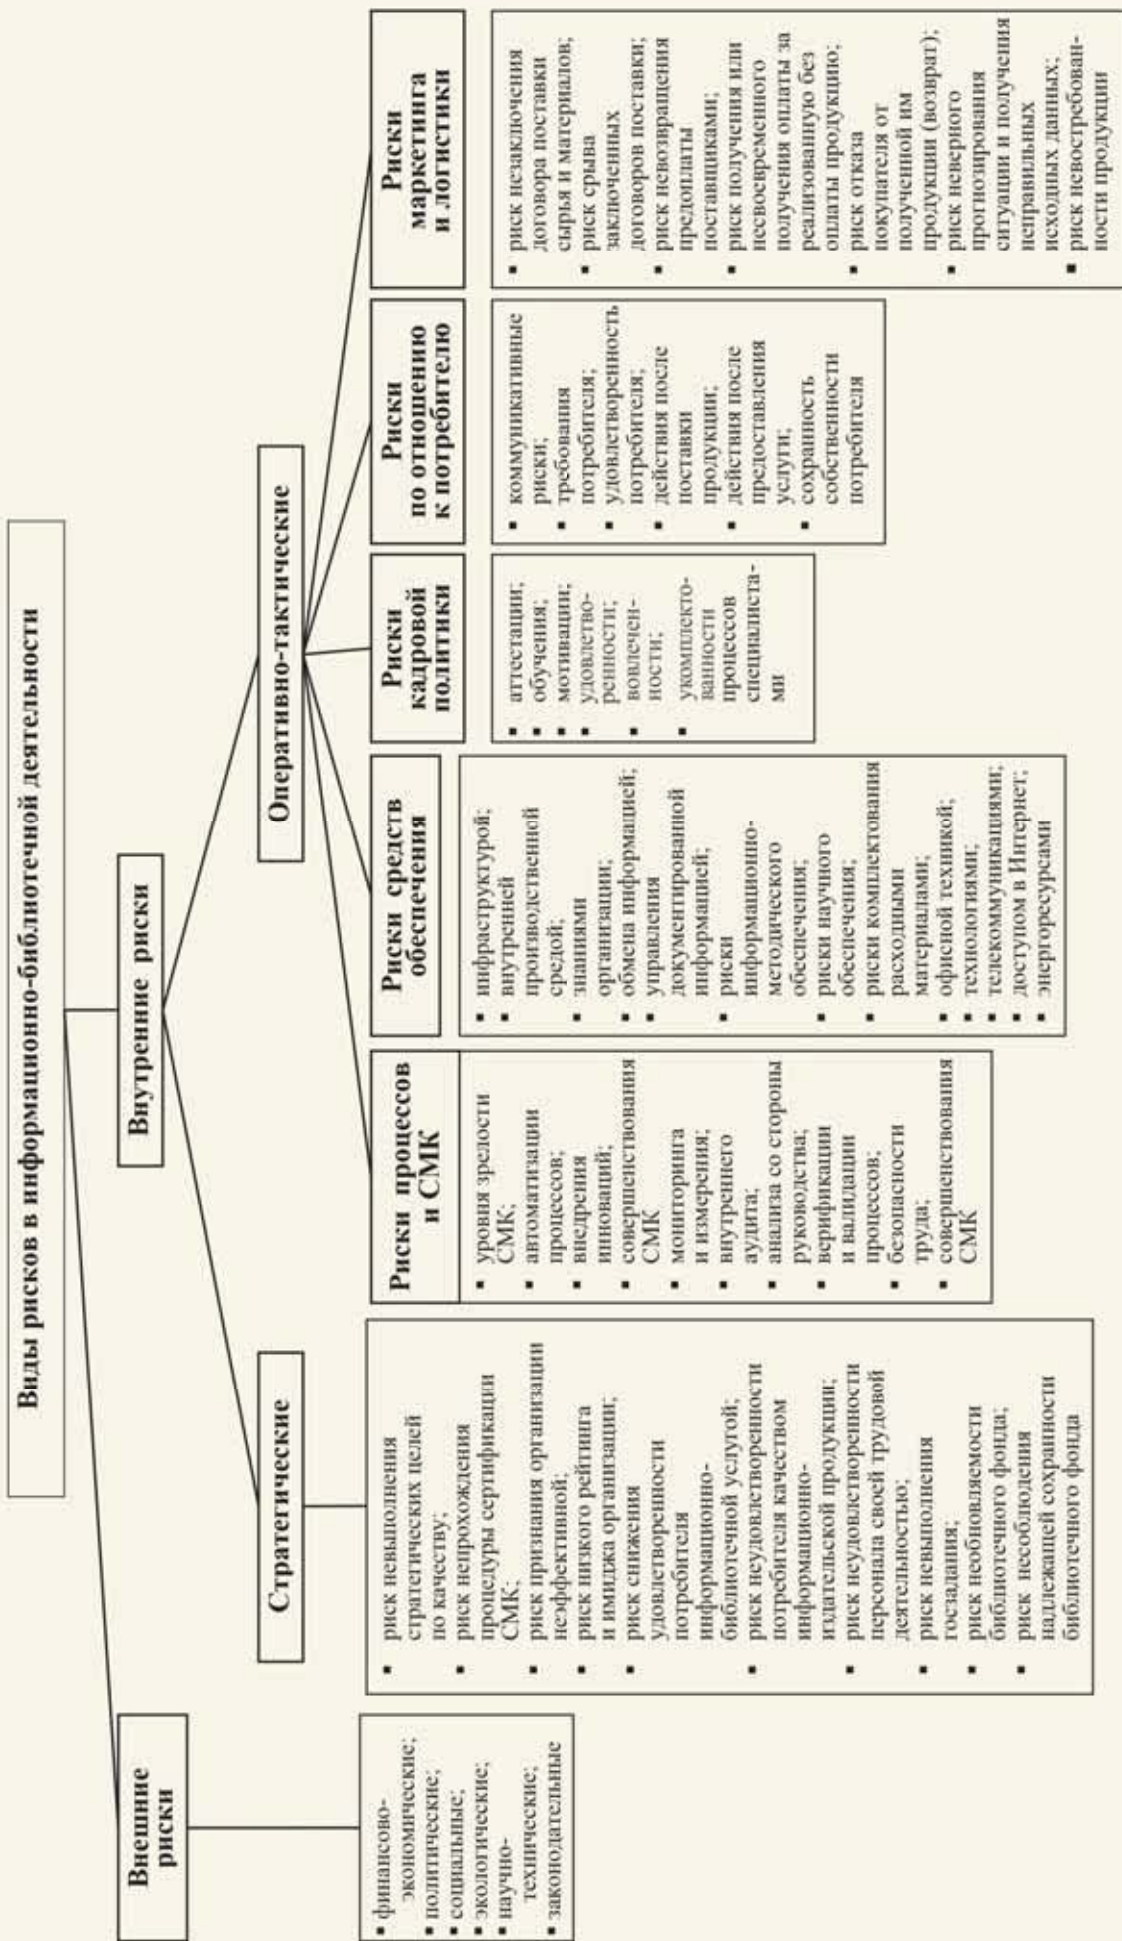 Виды рисков в информационно-библиотечной деятельности
Внешние
риски
▪ финансово-
экономические;
▪ политические;
▪ социальные;
▪ экологические;
▪ научно-
технические;
▪ законодательные
Внутренние риски
Стратегические
▪ риск невыполнения
стратегических целей
по качеству;
▪ риск непрохождения
процедуры сертификации
СМК;
▪ риск признания организации
неэффективной;
▪ риск низкого рейтинга
и имиджа организации;
▪ риск снижения
удовлетворенности
потребителя
информационно-
библиотечной услугой;
▪ риск неудовлетворенности
потребителя качеством
информационно-
издательской продукции;
▪ риск неудовлетворенности
персонала своей трудовой
деятельностью;
▪ риск невыполнения
госзадания;
▪ риск необновляемости
библиотечного фонда;
▪ риск несоблюдения
надлежащей сохранности
библиотечного фонда
Оперативно-тактические
Риски процессов
и СМК
▪ уровня зрелости
СМК;
▪ автоматизации
процессов;
▪ внедрения
инноваций;
▪ совершенствования
СМК
▪ мониторинга
и измерения;
▪ внутреннего
аудита;
▪ анализа со стороны
руководства;
▪ верификации
и валидации
процессов;
▪ безопасности
труда;
▪ совершенствования
СМК
Риски средств
обеспечения
▪ инфраструктурой;
▪ внутренней
производственной
средой;
▪ знаниями
организации;
▪ обмена информацией;
▪ управления
документированной
информацией;
▪ риски
информационно-
методического
обеспечения;
▪ риски научного
обеспечения;
▪ риски комплектования
расходными
материалами;
▪ офисной техникой;
▪ технологиями;
▪ телекоммуникациями;
▪ доступом в Интернет;
▪ энергоресурсами
Риски
кадровой
политики
▪ аттестации;
▪ обучения;
▪ мотивации;
▪ удовлетво-
ренности;
▪ вовлечен-
ности;
▪ укомплекто-
ванности
процессов
специалиста-
ми
Риски
по отношению
к потребителю
▪ коммуникативные
риски;
▪ требования
потребителя;
▪ удовлетворенность
потребителя;
▪ действия после
поставки
продукции;
▪ действия после
предоставления
услуги;
▪ сохранность
собственности
потребителя
Риски
маркетинга
и логистики
▪ риск незаключения
договора поставки
сырья и материалов;
▪ риск срыва
заключенных
договоров поставки;
▪ риск невозвращения
предоплаты
поставщиками;
▪ риск получения или
несвоевременного
получения оплаты за
реализованную без
оплаты продукцию;
▪ риск отказа
покупателя от
полученной им
продукции (возврат);
▪ риск неверного
прогнозирования
ситуации и получения
неправильных
исходных данных;
▪ риск невостребован-
ности продукции